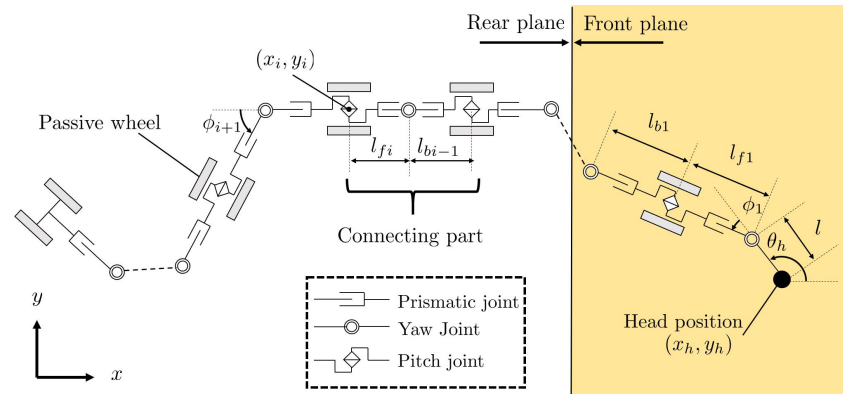 Rear plane Front plane
(x_i, y_i)
ϕ_{i+1}
Passive wheel
l_{fi} l_{bi−1}
Connecting part
l_{b1}
l_{f1}
ϕ_1
l
θ_h
Head position
(x_h, y_h)
y
x
Prismatic joint
Yaw Joint
Pitch joint